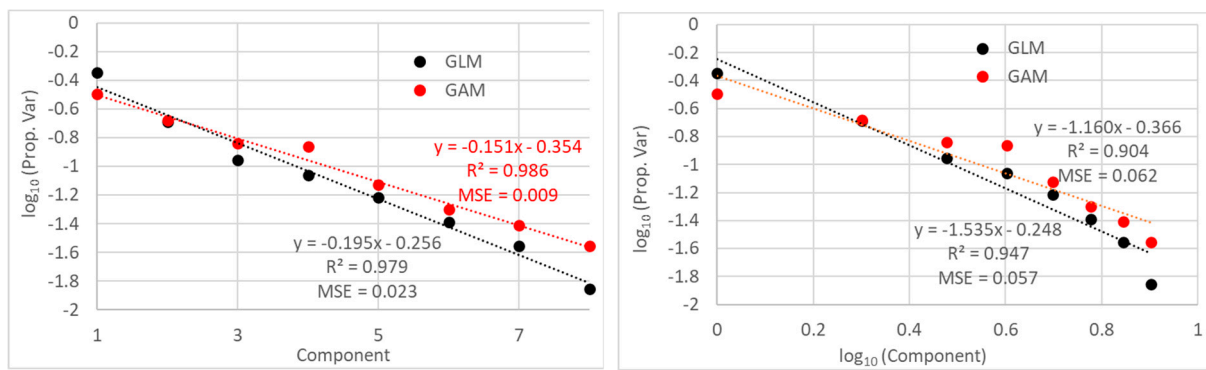 0
-0.2
-0.4
-0.6
-0.8
-1
-1.2
-1.4
-1.6
-1.8
-2
log₁₀ (Prop. Var)
GLM
GAM
y = -0.151x - 0.354
R² = 0.986
MSE = 0.009
y = -0.195x - 0.256
R² = 0.979
MSE = 0.023
1
3
5
7
Component
0
-0.2
-0.4
-0.6
-0.8
-1
-1.2
-1.4
-1.6
-1.8
-2
log₁₀ (Prop. Var)
GLM
GAM
y = -1.160x - 0.366
R² = 0.904
MSE = 0.062
y = -1.535x - 0.248
R² = 0.947
MSE = 0.057
0
0.2
0.4
0.6
0.8
1
log₁₀ (Component)